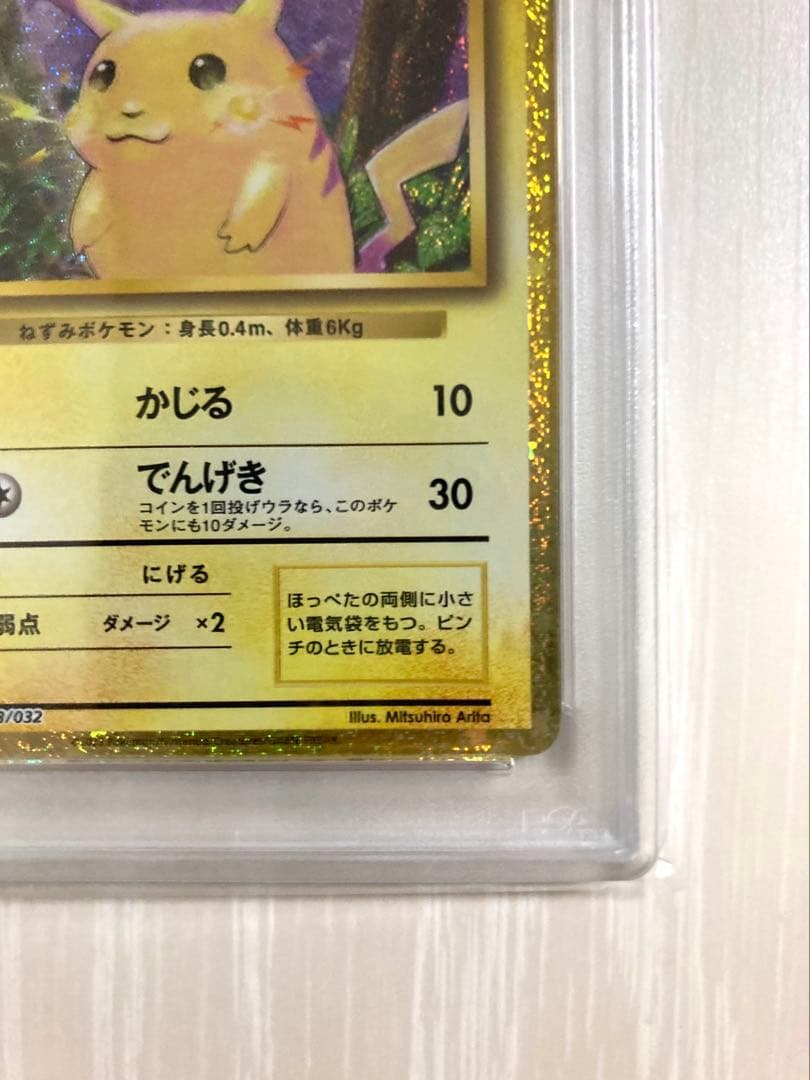 ねずみポケモン：身長0.4m、体重6Kg
かじる 10
でんげき 30
コインを1回投げウラなら、このポケ
モンにも10ダメージ。
にげる
弱点 ダメージ ×2
ほっぺたの両側に小さ
い電気袋をもつ。ピン
チのときに放電する。
/032
Illus. Mitsuhiro Arita